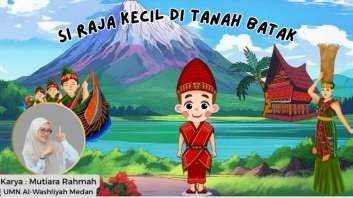 SI RAJA KECIL DI TANAH BATAK
Karya : Mutiara Rahmah
UMN Al-Washliyah Medan